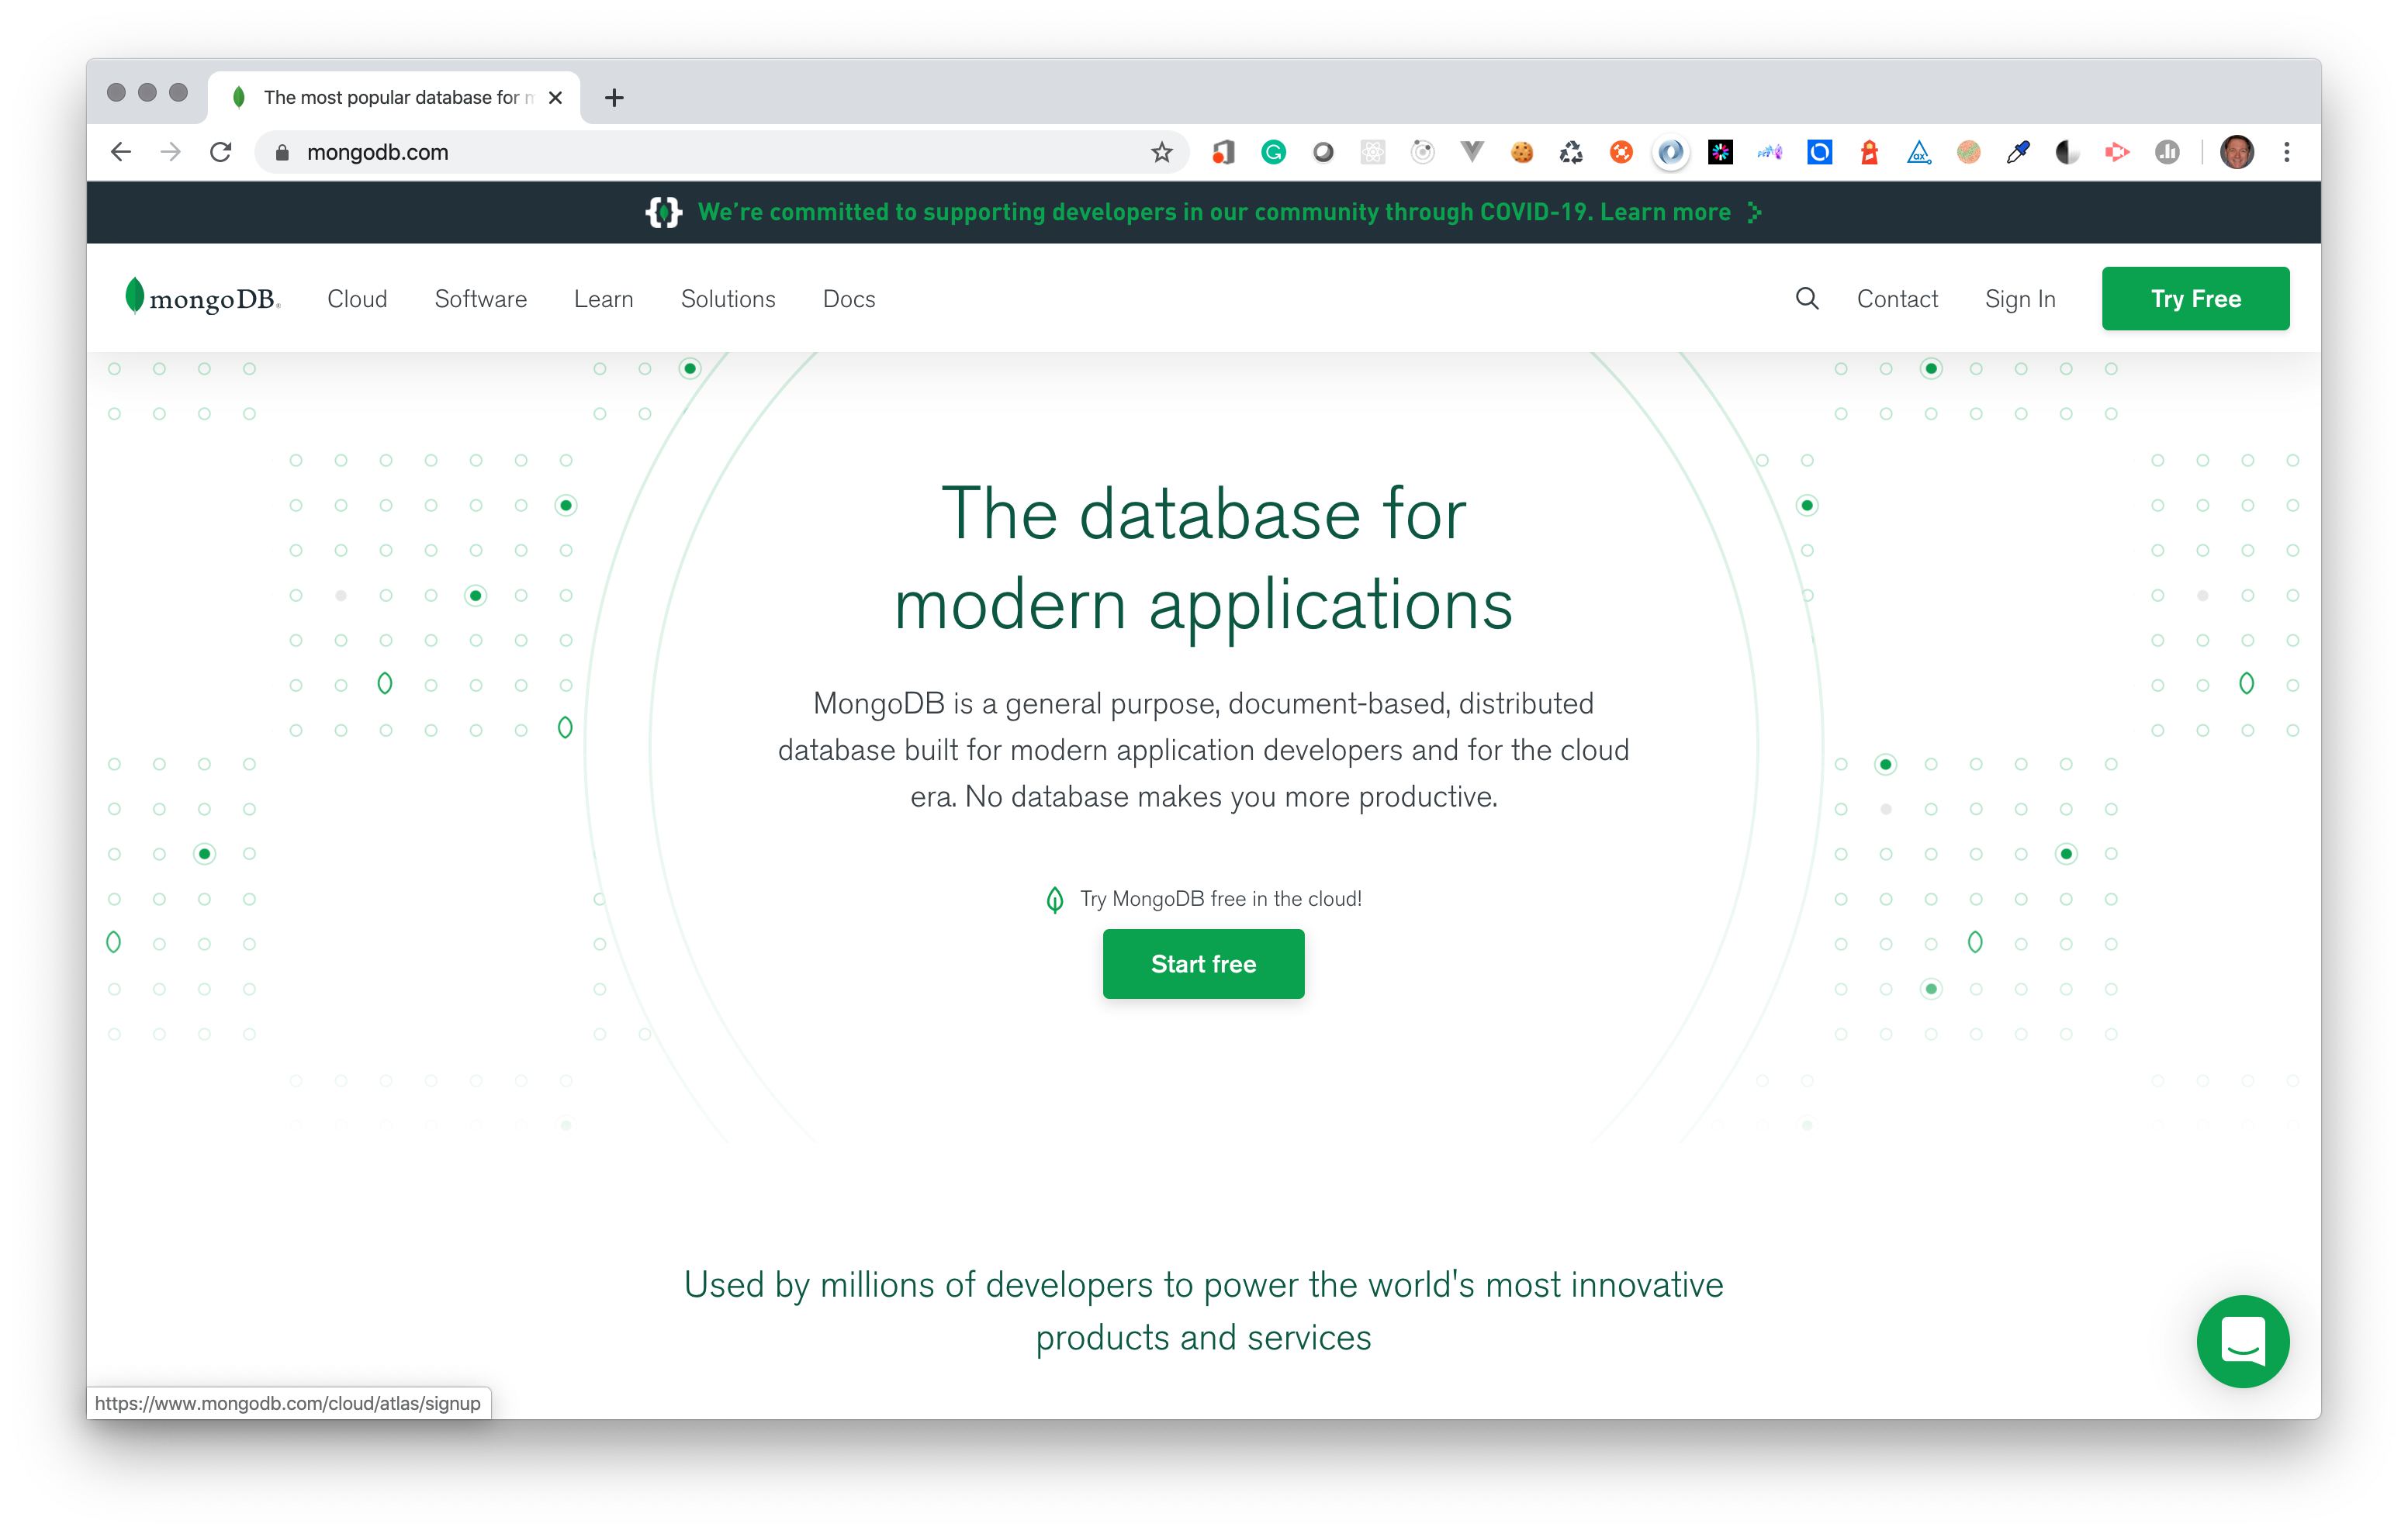 The most popular database for
mongodb.com
We’re committed to supporting developers in our community through COVID-19. Learn more
mongoDB®
Cloud
Software
Learn
Solutions
Docs
Contact
Sign In
Try Free
The database for
modern applications
MongoDB is a general purpose, document-based, distributed
database built for modern application developers and for the cloud
era. No database makes you more productive.
Try MongoDB free in the cloud!
Start free
Used by millions of developers to power the world's most innovative
products and services
https://www.mongodb.com/cloud/atlas/signup